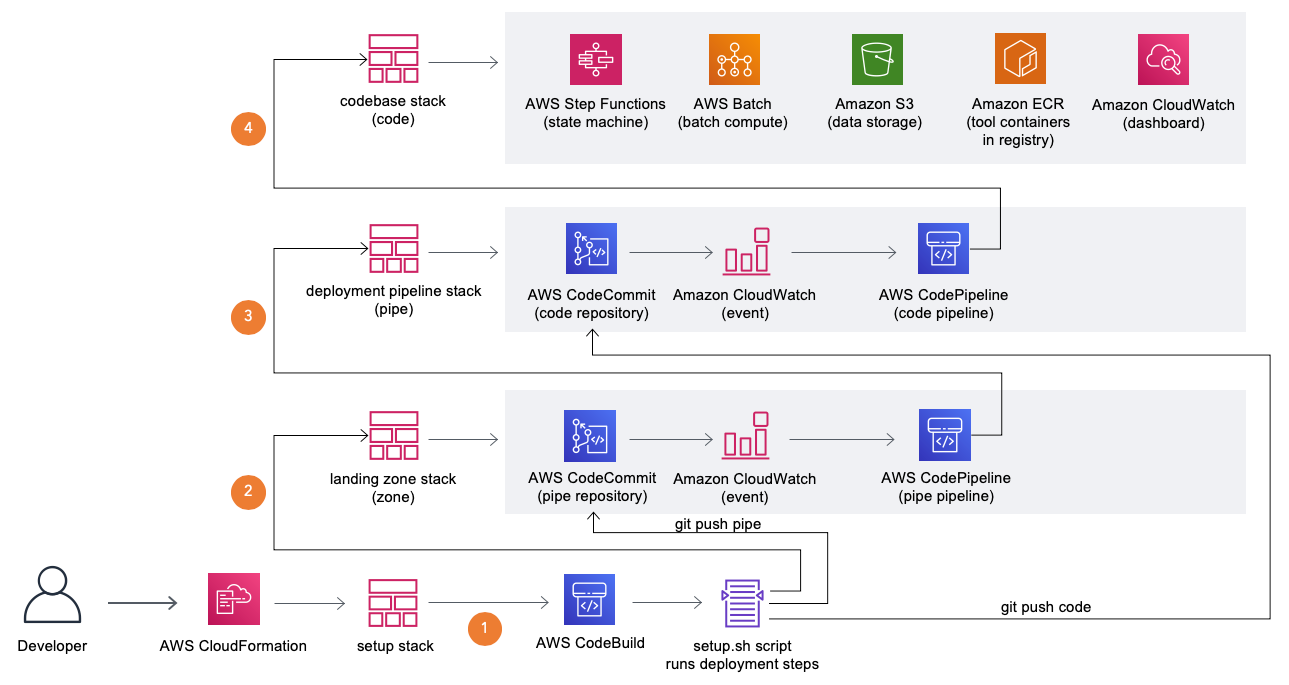 codebase stack
(code)
AWS Step Functions
(state machine)
AWS Batch
(batch compute)
Amazon S3
(data storage)
Amazon ECR
(tool containers
in registry)
Amazon CloudWatch
(dashboard)
4
deployment pipeline stack
(pipe)
AWS CodeCommit
(code repository)
Amazon CloudWatch
(event)
AWS CodePipeline
(code pipeline)
3
landing zone stack
(zone)
AWS CodeCommit
(pipe repository)
Amazon CloudWatch
(event)
AWS CodePipeline
(pipe pipeline)
2
git push pipe
git push code
Developer
AWS CloudFormation
setup stack
1
AWS CodeBuild
setup.sh script
runs deployment steps